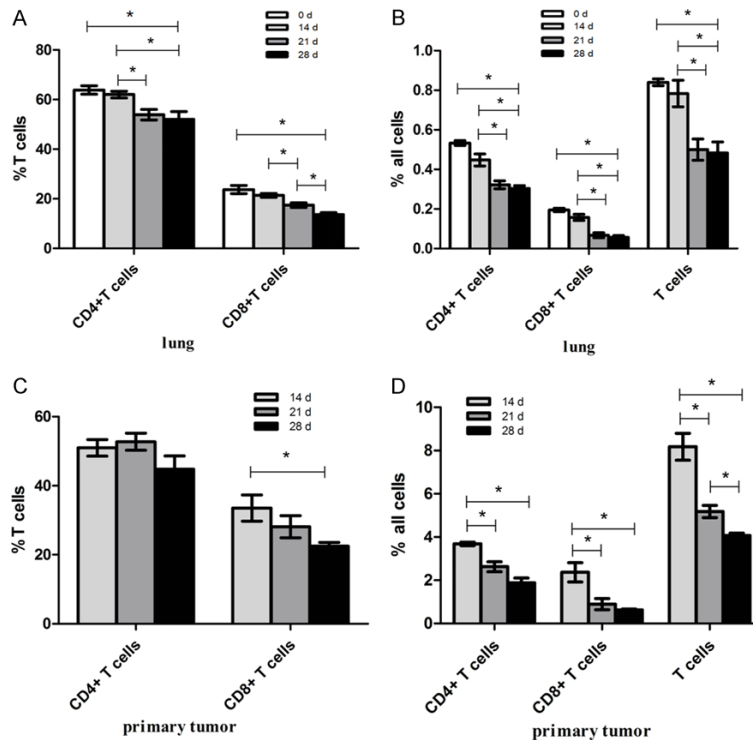 A
0 d
14 d
21 d
28 d
*
*
*
*
*
*
80
60
40
20
0
%T cells
CD4+T cells
CD8+T cells
lung
B
0 d
14 d
21 d
28 d
*
*
*
*
*
*
*
*
*
1.0
0.8
0.6
0.4
0.2
0.0
% all cells
CD4+T cells
CD8+T cells
T cells
lung
C
14 d
21 d
28 d
*
60
40
20
0
%T cells
CD4+ T cells
CD8+ T cells
primary tumor
D
14 d
21 d
28 d
*
*
*
*
*
*
*
10
8
6
4
2
0
% all cells
CD4+ T cells
CD8+ T cells
T cells
primary tumor